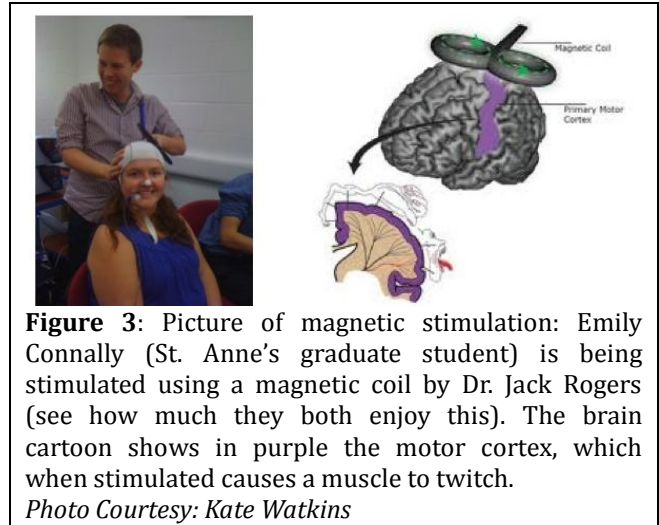 Magnetic Coil
Primary Motor
Cortex
Figure 3: Picture of magnetic stimulation: Emily
Connally (St. Anne’s graduate student) is being
stimulated using a magnetic coil by Dr. Jack Rogers
(see how much they both enjoy this). The brain
cartoon shows in purple the motor cortex, which
when stimulated causes a muscle to twitch.
Photo Courtesy: Kate Watkins